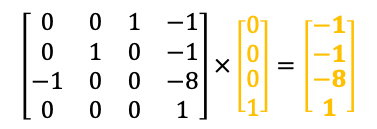 [0 0 1 −1
0 1 0 −1
−1 0 0 −8
0 0 0 1] × [0
0
0
1] = [−1
−1
−8
1]